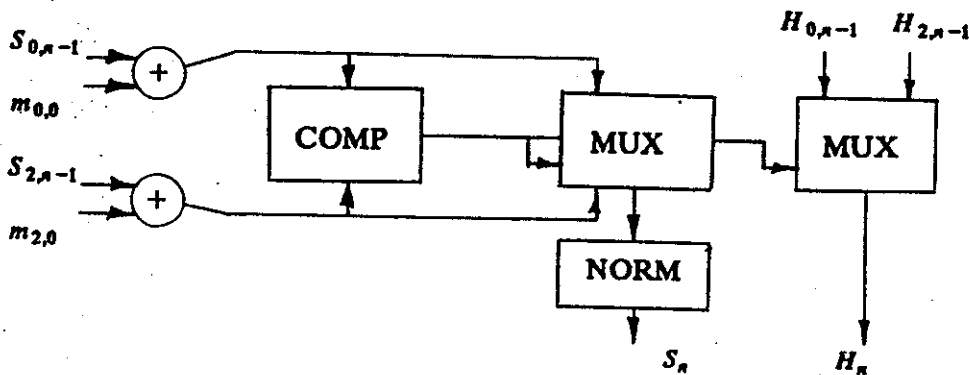 S₀,ₙ₋₁
+
m₀,₀
S₂,ₙ₋₁
+
m₂,₀
COMP
MUX
NORM
Sₙ
H₀,ₙ₋₁ H₂,ₙ₋₁
MUX
Hₙ